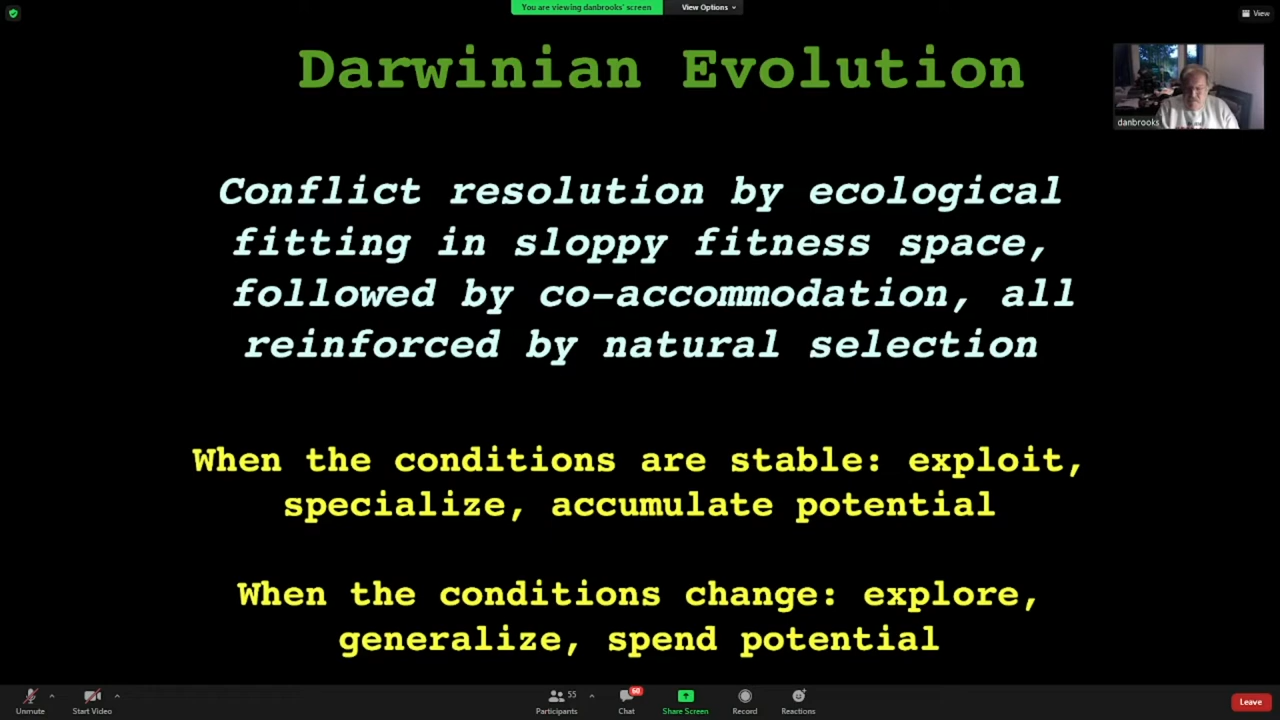 You are viewing danbrooks' screen
View Options
View
Darwinian Evolution
danbrooks
Conflict resolution by ecological
fitting in sloppy fitness space,
followed by co-accommodation, all
reinforced by natural selection
When the conditions are stable: exploit,
specialize, accumulate potential
When the conditions change: explore,
generalize, spend potential
Unmute
Start Video
55
Participants
68
Chat
Share Screen
Record
Reactions
Leave